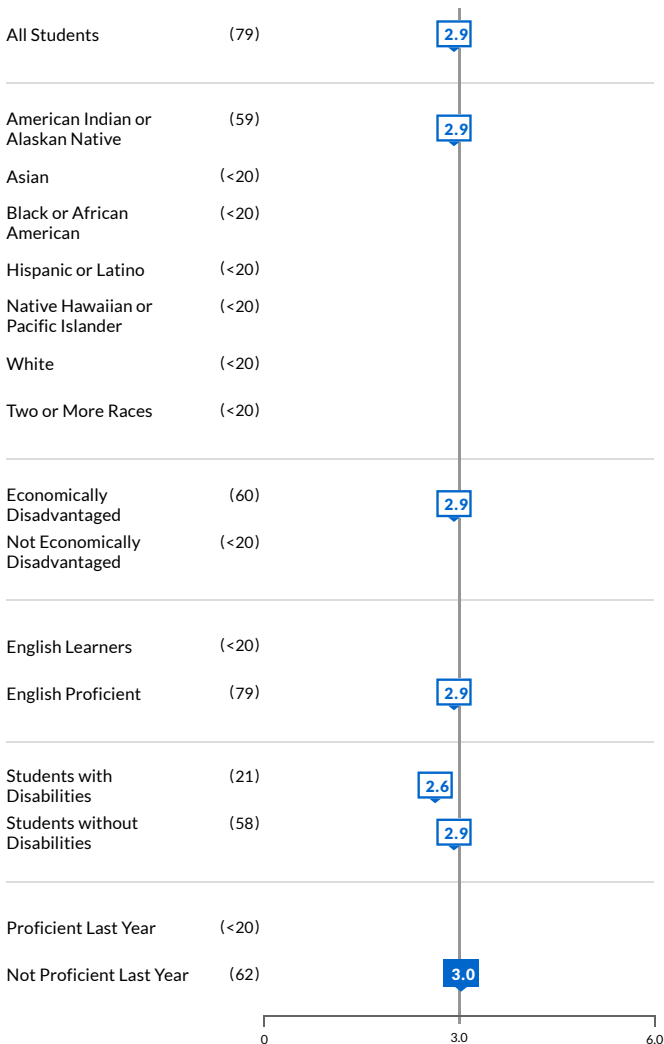 All Students (79) 2.9
American Indian or (59) 2.9
Alaskan Native
Asian (<20)
Black or African (<20)
American
Hispanic or Latino (<20)
Native Hawaiian or (<20)
Pacific Islander
White (<20)
Two or More Races (<20)
Economically (60) 2.9
Disadvantaged
Not Economically (<20)
Disadvantaged
English Learners (<20)
English Proficient (79) 2.9
Students with (21) 2.6
Disabilities
Students without (58) 2.9
Disabilities
Proficient Last Year (<20)
Not Proficient Last Year (62) 3.0
0 3.0 6.0